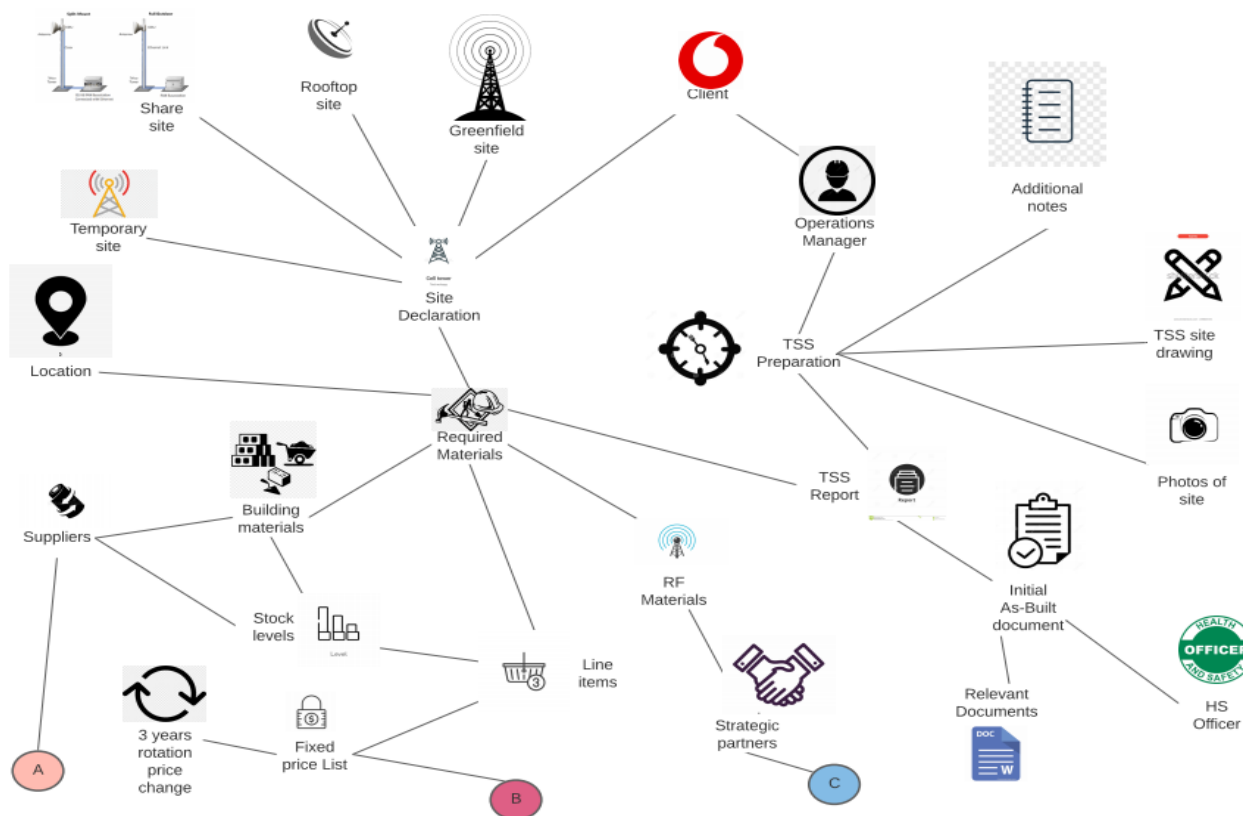 Share
site
Rooftop
site
Greenfield
site
Client
Additional
notes
Temporary
site
Operations
Manager
Site
Declaration
TSS
Preparation
TSS site
drawing
Location
Required
Materials
TSS
Report
Report
Photos of
site
Suppliers
Building
materials
RF
Materials
Initial
As-Built
document
HEALTH
OFFICER
AND SAFETY
Stock
levels
Level
Line
items
3
Relevant
Documents
HS
Officer
3 years
rotation
price
change
$
Fixed
price List
Strategic
partners
DOC
W
A
B
C